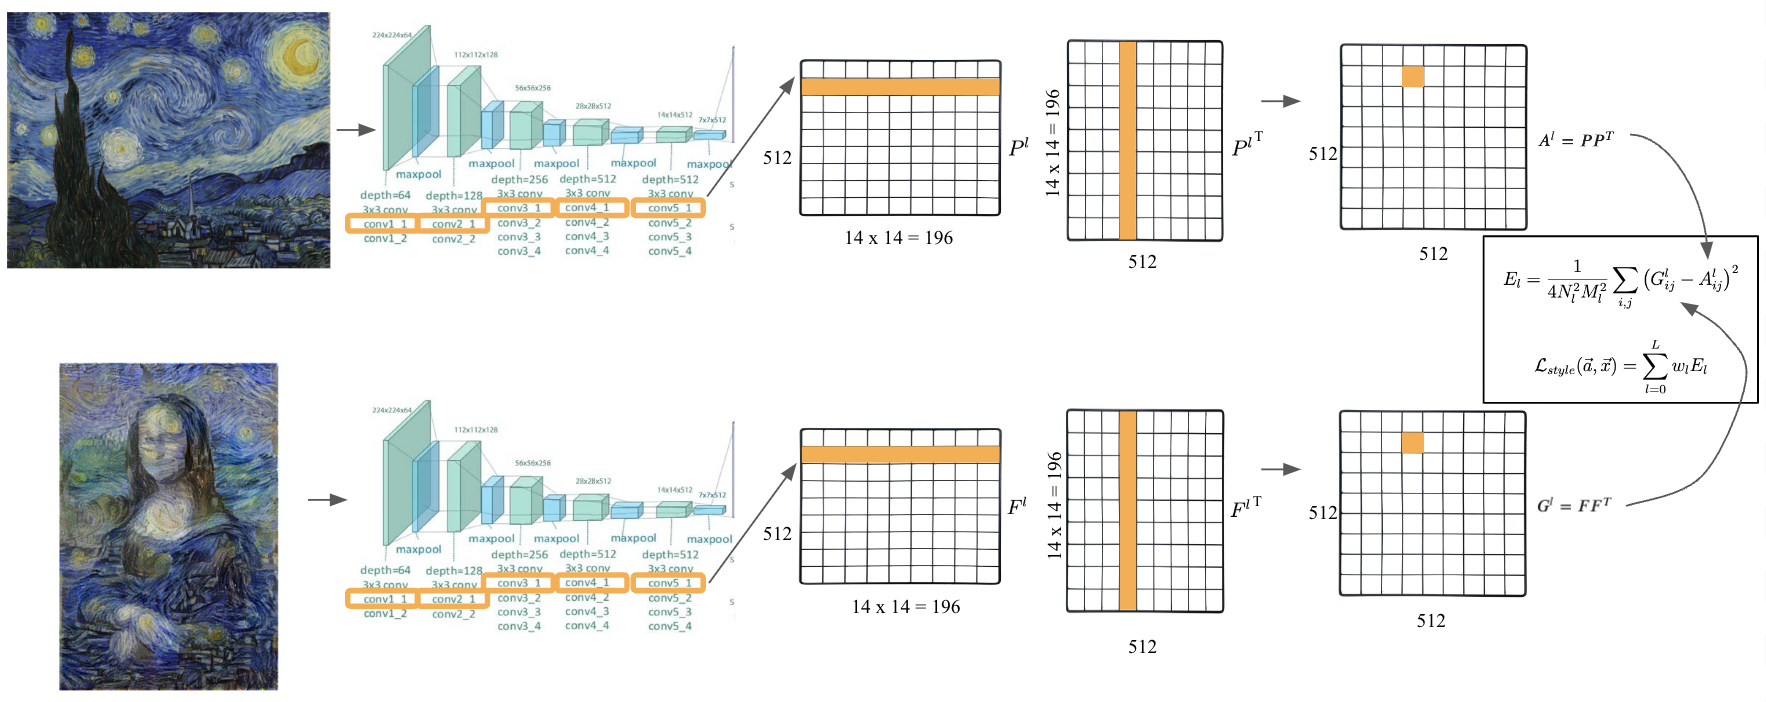 224x224x64
112x112x128
56x56x256
28x28x512
14x14x512
7x7x512
maxpool
maxpool
maxpool
maxpool
maxpool
depth=64
3x3 conv
conv1_1
conv1_2
depth=128
3x3 conv
conv2_1
conv2_2
depth=256
3x3 conv
conv3_1
conv3_2
conv3_3
conv3_4
depth=512
3x3 conv
conv4_1
conv4_2
conv4_3
conv4_4
depth=512
3x3 conv
conv5_1
conv5_2
conv5_3
conv5_4
s
s
512
14 x 14 = 196
P^l
14 x 14 = 196
512
P^{l T}
512
512
A^l = PP^T
E_l = \frac{1}{4N_l^2 M_l^2} \sum_{i,j} (G_{ij}^l − A_{ij}^l)^2
\mathcal{L}_{style}(\vec{a}, \vec{x}) = \sum_{l=0}^{L} w_l E_l
224x224x64
112x112x128
56x56x256
28x28x512
14x14x512
7x7x512
maxpool
maxpool
maxpool
maxpool
maxpool
depth=64
3x3 conv
conv1_1
conv1_2
depth=128
3x3 conv
conv2_1
conv2_2
depth=256
3x3 conv
conv3_1
conv3_2
conv3_3
conv3_4
depth=512
3x3 conv
conv4_1
conv4_2
conv4_3
conv4_4
depth=512
3x3 conv
conv5_1
conv5_2
conv5_3
conv5_4
s
s
512
14 x 14 = 196
F^l
14 x 14 = 196
512
F^{l T}
512
512
G^l = FF^T